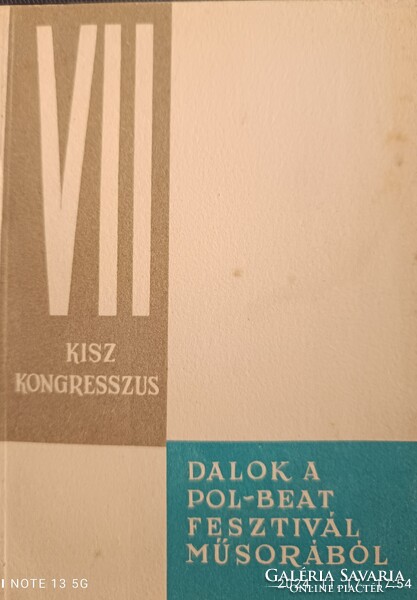 VII
KISZ
KONGRESSZUS
DALOK A
POL-BEAT
FESZTIVÁL
MŰSORÁBÓL
I NOTE 13 5G
GALÉRIA SAVARIA
ONLINE PIACTÉR